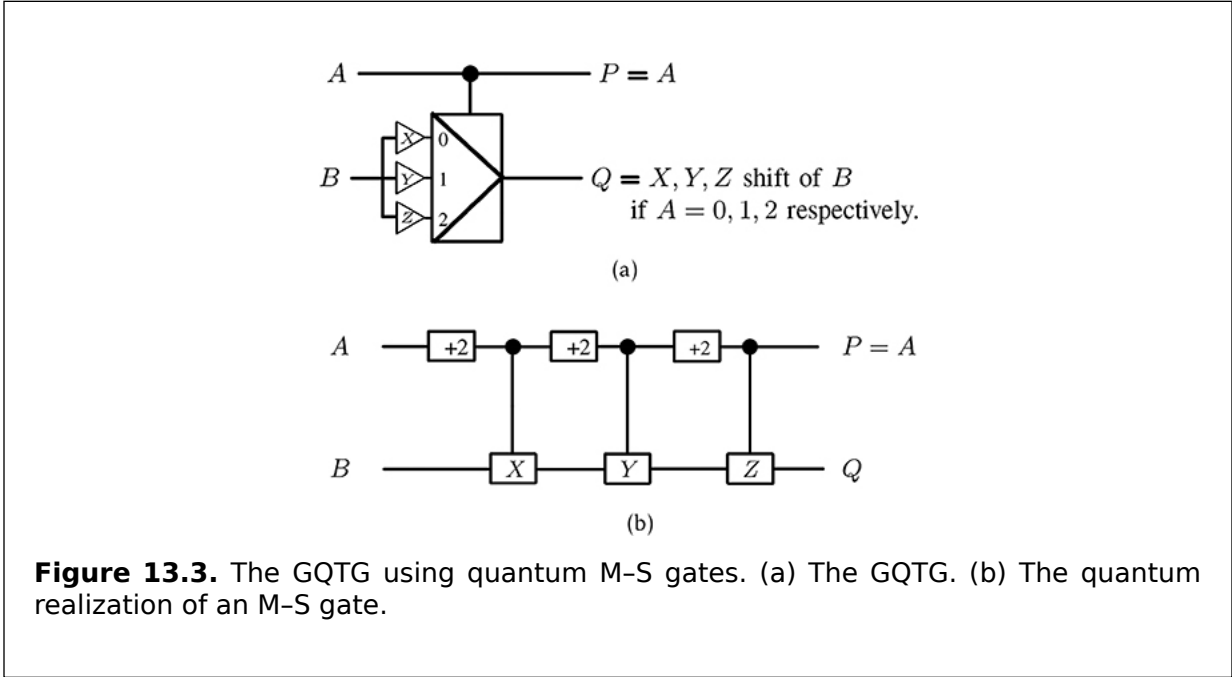 A P = A
X 0
B Y 1 Q = X, Y, Z shift of B
Z 2 if A = 0, 1, 2 respectively.
(a)
A +2 +2 +2 P = A
B X Y Z Q
(b)
Figure 13.3. The GQTG using quantum M–S gates. (a) The GQTG. (b) The quantum
realization of an M–S gate.